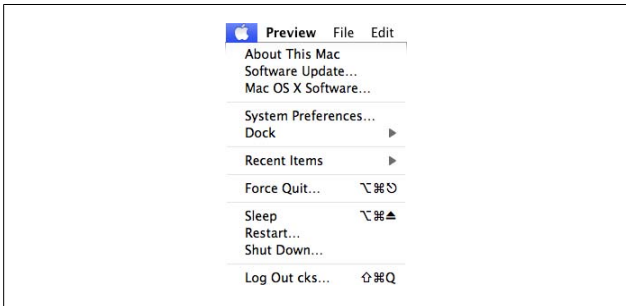 Preview File Edit
About This Mac
Software Update...
Mac OS X Software...
System Preferences...
Dock ▶
Recent Items ▶
Force Quit... ⌥⌘⎋
Sleep ⌥⌘⏏
Restart...
Shut Down...
Log Out cks... ⇧⌘Q